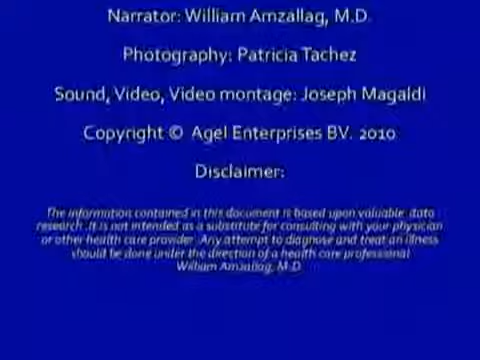 Narrator: William Amzallag, M.D.
Photography: Patricia Tachez
Sound, Video, Video montage: Joseph Magaldi
Copyright © Agel Enterprises BV. 2010
Disclaimer:
The information contained in this document is based upon valuable data
research. It is not intended as a substitute for consulting with your physician
or other health care provider. Any attempt to diagnose and treat an illness
should be done under the direction of a health care professional
William Amzallag, M.D.